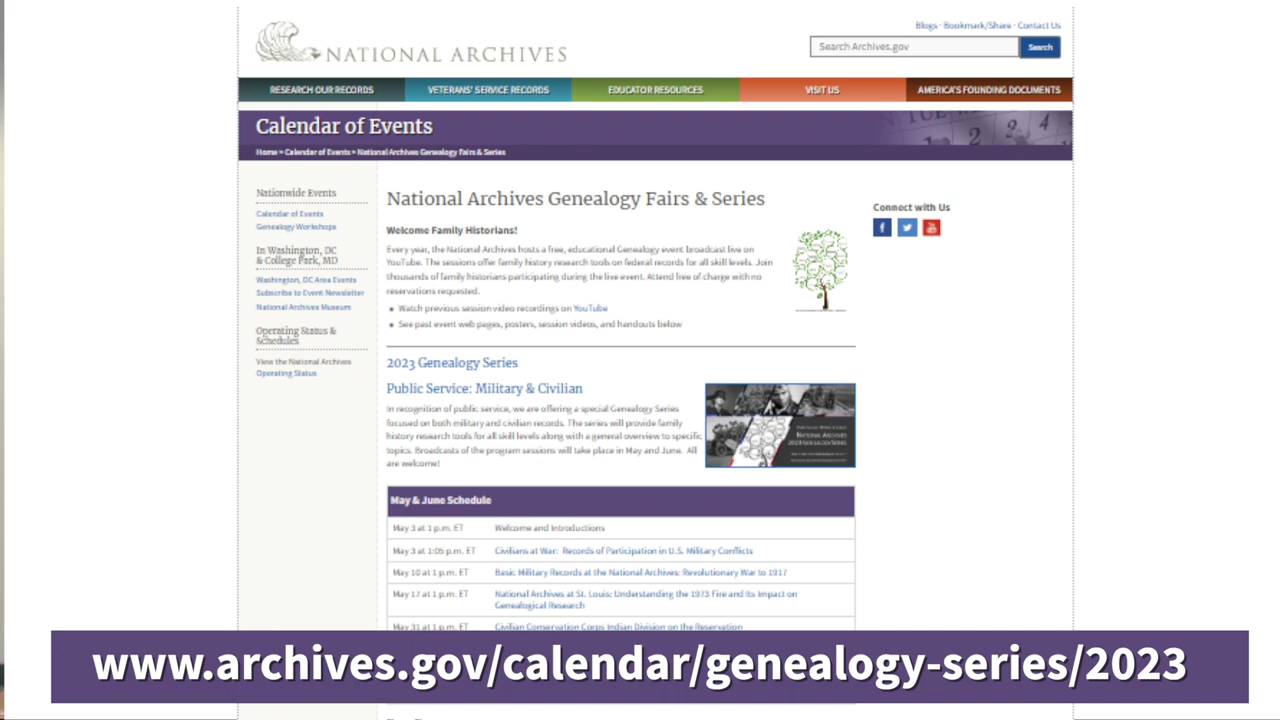 NATIONAL ARCHIVES
Blogs · Bookmark/Share · Contact Us
Search Archives.gov
Search
RESEARCH OUR RECORDS
VETERANS' SERVICE RECORDS
EDUCATOR RESOURCES
VISIT US
AMERICA'S FOUNDING DOCUMENTS
Calendar of Events
Home > Calendar of Events > National Archives Genealogy Fairs & Series
Nationwide Events
Calendar of Events
Genealogy Workshops
In Washington, DC
& College Park, MD
Washington, DC Area Events
Subscribe to Event Newsletter
National Archives Museum
Operating Status &
Schedules
View the National Archives
Operating Status
National Archives Genealogy Fairs & Series
Welcome Family Historians!
Every year, the National Archives hosts a free, educational Genealogy event broadcast live on
YouTube. The sessions offer family history research tools on federal records for all skill levels. Join
thousands of family historians participating during the live event. Attend free of charge with no
reservations requested.
Watch previous session video recordings on YouTube
See past event web pages, posters, session videos, and handouts below
2023 Genealogy Series
Public Service: Military & Civilian
In recognition of public service, we are offering a special Genealogy Series
focused on both military and civilian records. The series will provide family
history research tools for all skill levels along with a general overview to specific
topics. Broadcasts of the program sessions will take place in May and June. All
are welcome!
NATIONAL ARCHIVES
2023 GENEALOGY SERIES
May & June Schedule
May 3 at 1 p.m. ET Welcome and Introductions
May 3 at 1:05 p.m. ET Civilians at War: Records of Participation in U.S. Military Conflicts
May 10 at 1 p.m. ET Basic Military Records at the National Archives: Revolutionary War to 1917
May 17 at 1 p.m. ET National Archives at St. Louis: Understanding the 1973 Fire and Its Impact on
Genealogical Research
May 31 at 1 p.m. ET Civilian Conservation Corps Indian Division on the Reservation
Connect with Us
www.archives.gov/calendar/genealogy-series/2023